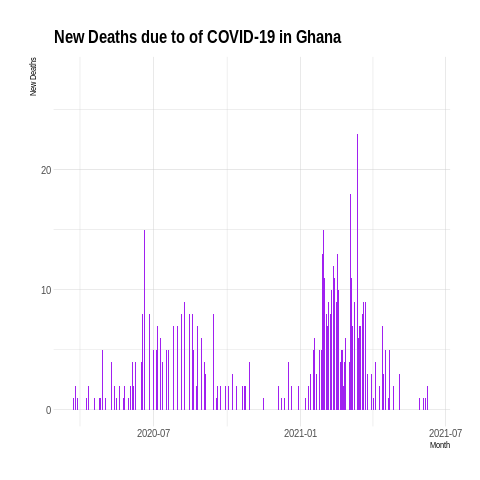 New Deaths due to of COVID-19 in Ghana
New Deaths
20
10
0
2020-07
2021-01
2021-07
Month